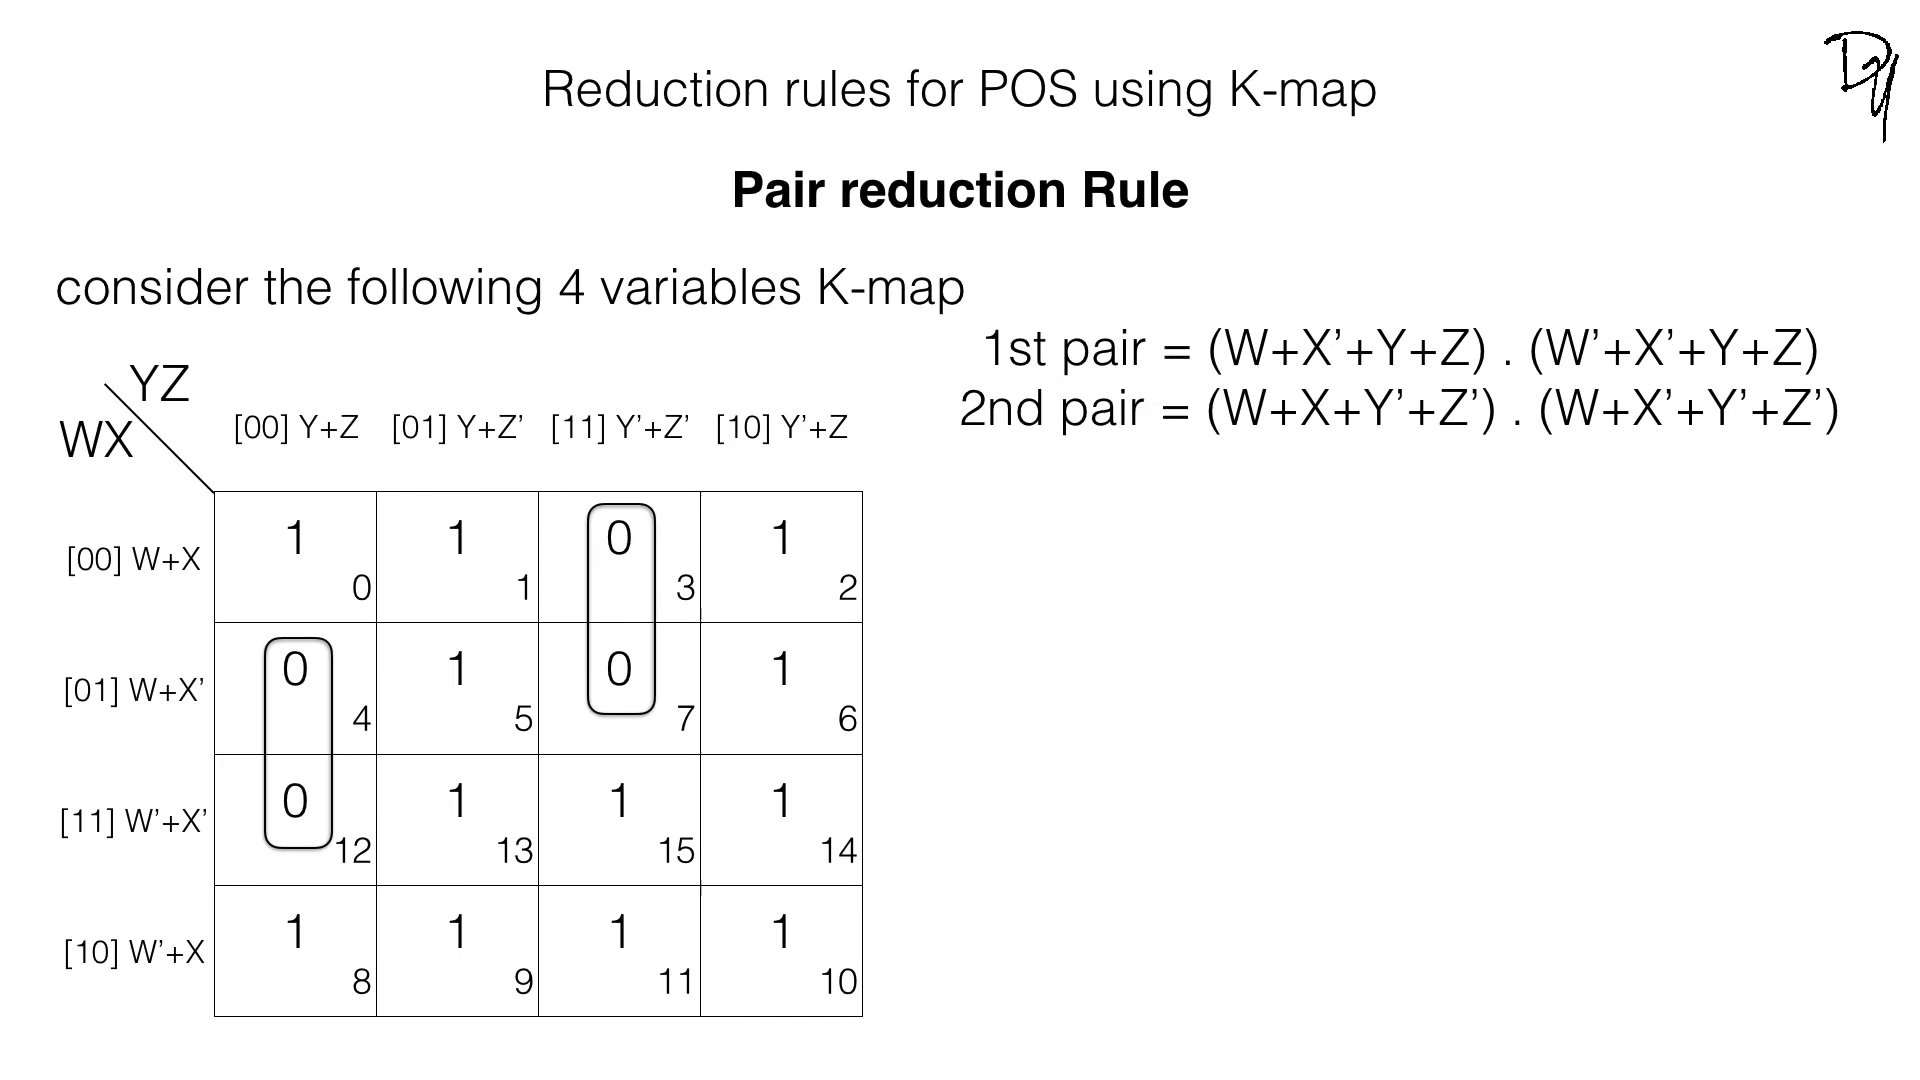 Reduction rules for POS using K-map
Pair reduction Rule
consider the following 4 variables K-map
1st pair = (W+X’+Y+Z) . (W’+X’+Y+Z)
2nd pair = (W+X+Y’+Z’) . (W+X’+Y’+Z’)
YZ
WX
[00] Y+Z [01] Y+Z’ [11] Y’+Z’ [10] Y’+Z
[00] W+X 1 1 0 1
0 1 3 2
[01] W+X’ 0 1 0 1
4 5 7 6
[11] W’+X’ 0 1 1 1
12 13 15 14
[10] W’+X 1 1 1 1
8 9 11 10